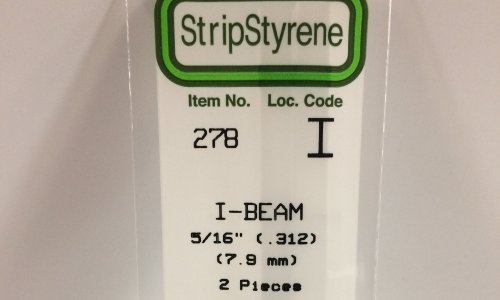 StripStyrene
Item No. Loc. Code
278 I
I-BEAM
5/16" (.312)
(7.9 mm)
2 Pieces